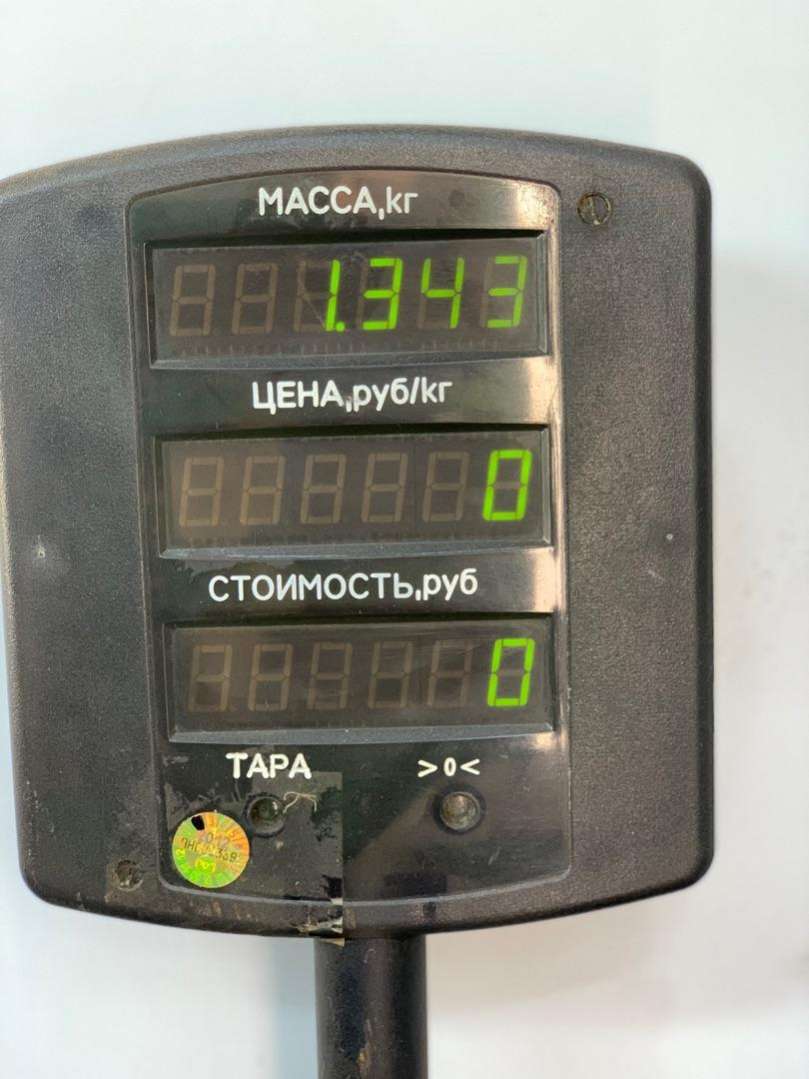 МАССА,кг
1.343
ЦЕНА,руб/кг
0
СТОИМОСТЬ,руб
0
ТАРА >0<